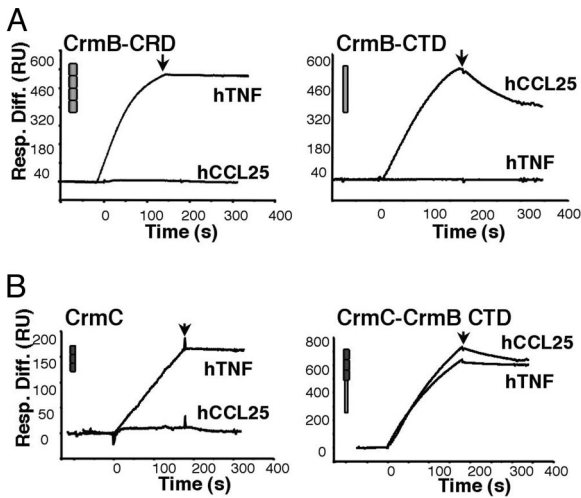 A
CrmB-CRD
Resp. Diff. (RU)
600
460
320
180
40
hTNF
hCCL25
0 100 200 300 400
Time (s)
CrmB-CTD
600
460
320
180
40
hCCL25
hTNF
0 100 200 300 400
Time (s)
B
CrmC
Resp. Diff. (RU)
200
150
100
50
0
hTNF
hCCL25
0 100 200 300 400
Time (s)
CrmC-CrmB CTD
800
600
400
200
0
hCCL25
hTNF
0 100 200 300 400
Time (s)